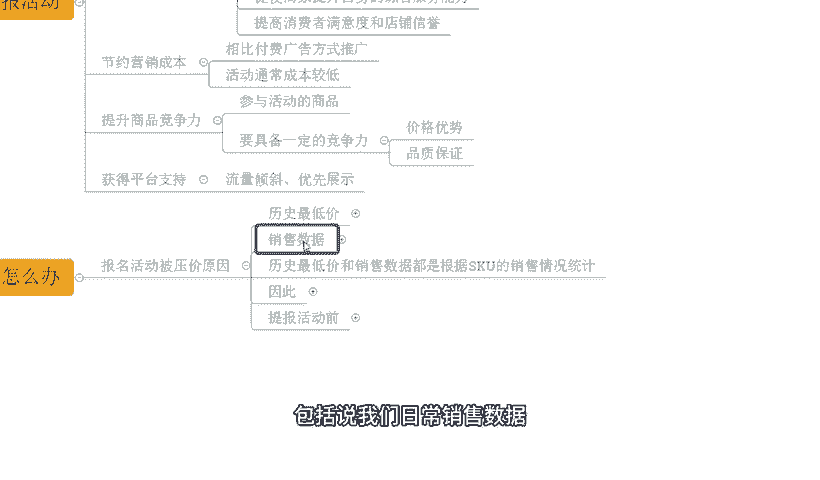 报活动
提高消费者满意度和店铺信誉
节约营销成本
相比付费广告方式推广
活动通常成本较低
提升商品竞争力
参与活动的商品
要具备一定的竞争力
价格优势
品质保证
获得平台支持
流量倾斜、优先展示
怎么办
报名活动被压价原因
历史最低价
销售数据
历史最低价和销售数据都是根据SKU的销售情况统计
因此
提报活动前
包括说我们日常销售数据